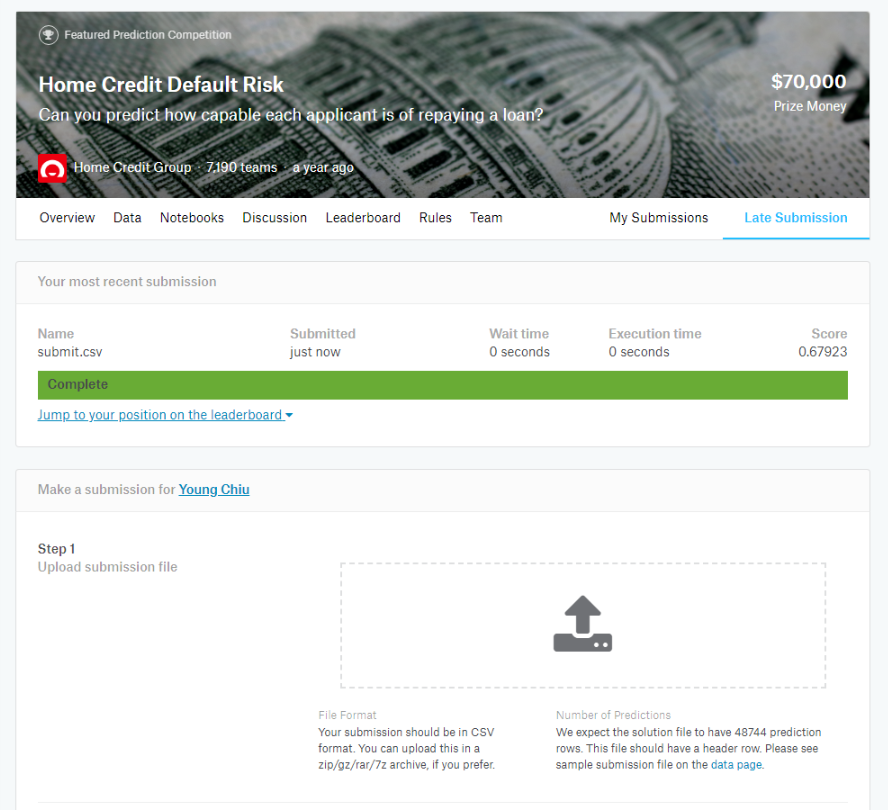 Featured Prediction Competition
Home Credit Default Risk
$70,000
Can you predict how capable each applicant is of repaying a loan?
Prize Money
Home Credit Group · 7,190 teams · a year ago
Overview Data Notebooks Discussion Leaderboard Rules Team My Submissions Late Submission
Your most recent submission
Name Submitted Wait time Execution time Score
submit.csv just now 0 seconds 0 seconds 0.67923
Complete
Jump to your position on the leaderboard
Make a submission for Young Chiu
Step 1
Upload submission file
File Format
Your submission should be in CSV
format. You can upload this in a
zip/gz/rar/7z archive, if you prefer.
Number of Predictions
We expect the solution file to have 48744 prediction
rows. This file should have a header row. Please see
sample submission file on the data page.